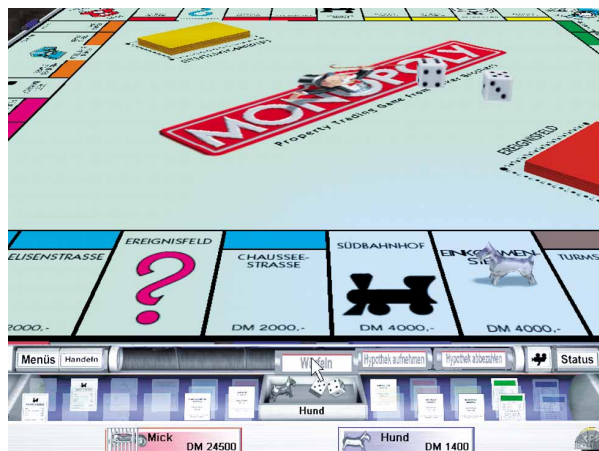 MONOPOLY
Property Trading Game from Parker Brothers
EREIGNISFELD
ELISENSTRASSE
EREIGNISFELD
CHAUSSEE-
STRASSE
SÜDBAHNHOF
TURMS
2000,-
DM 2000,-
DM 4000,-
DM 4000,-
Menüs
Handeln
Hypothek aufnehmen
Hypothek abbezahlen
Status
Hund
Mick
DM 24500
Hund
DM 1400